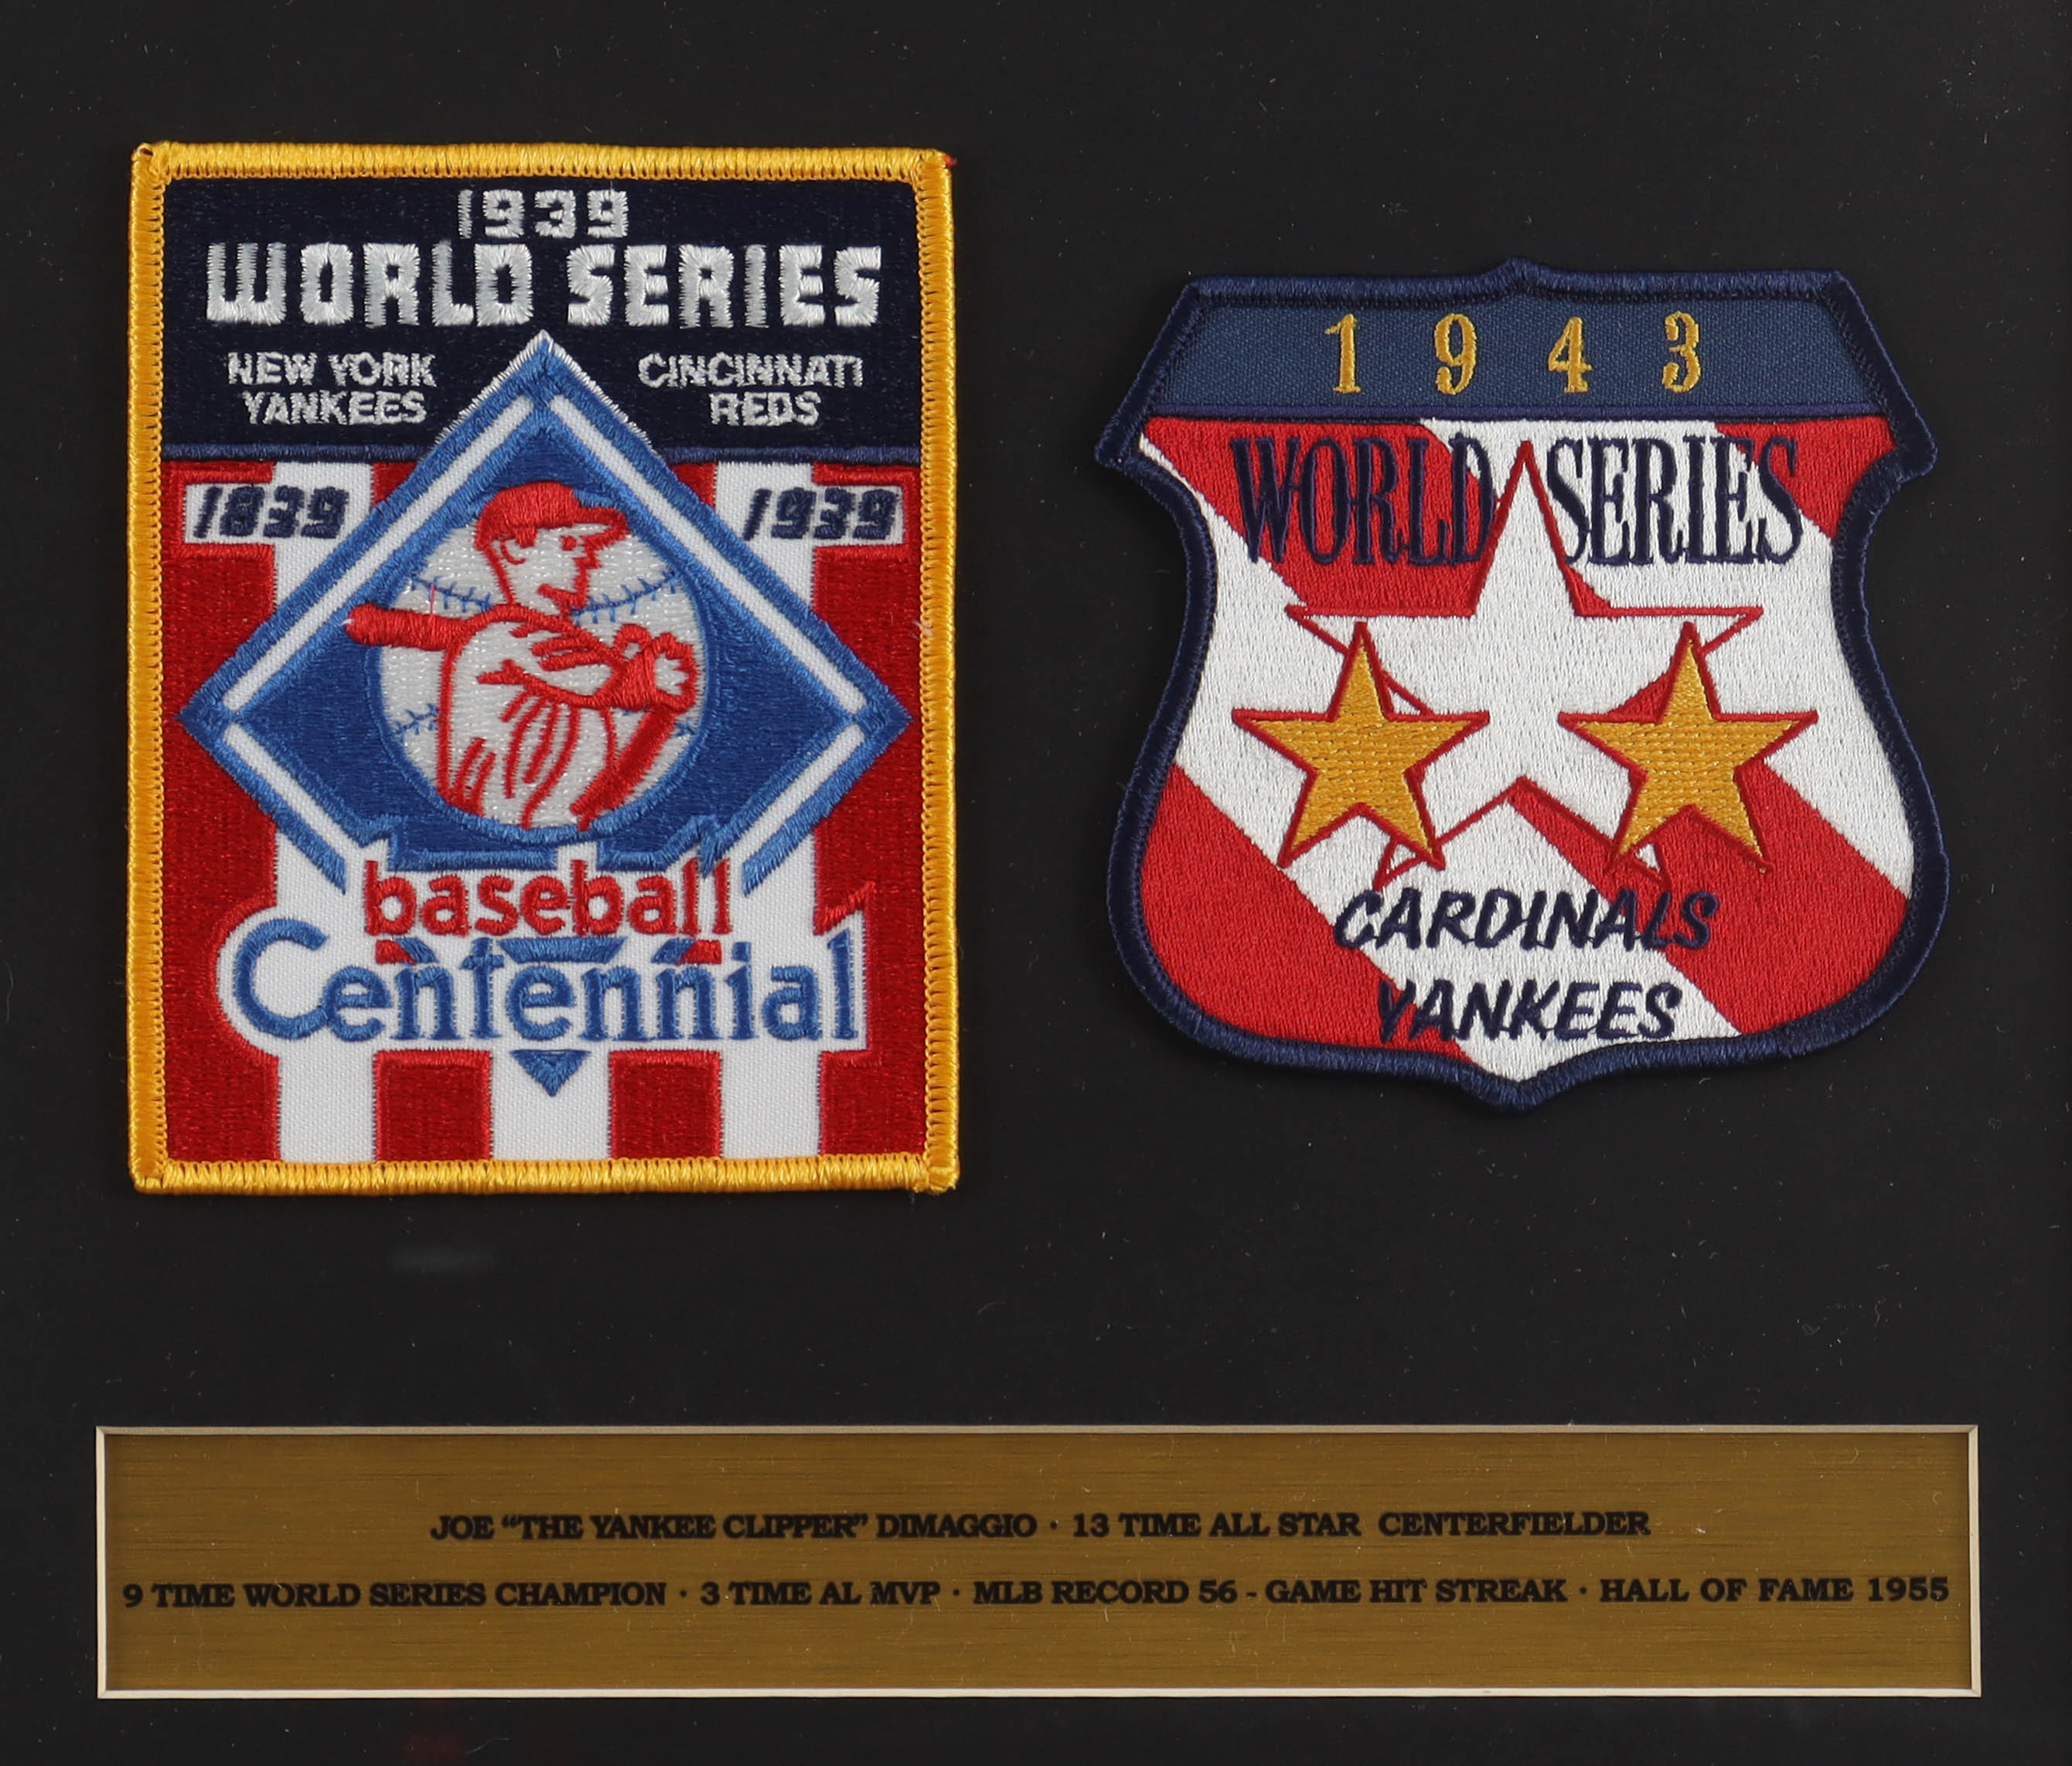 1939
WORLD SERIES
NEW YORK
YANKEES
CINCINNATI
REDS
1839
1939
baseball
Centennial
1943
WORLD SERIES
CARDINALS
YANKEES
JOE “THE YANKEE CLIPPER” DIMAGGIO · 13 TIME ALL STAR CENTERFIELDER
9 TIME WORLD SERIES CHAMPION · 3 TIME AL MVP · MLB RECORD 56 - GAME HIT STREAK · HALL OF FAME 1955